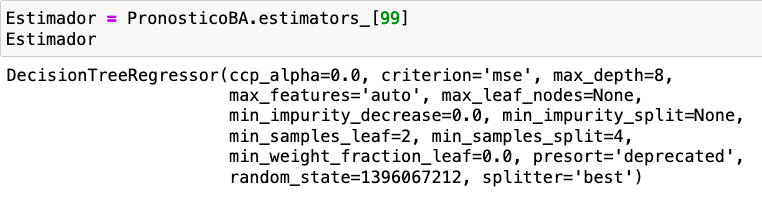 Estimador = PronosticoBA.estimators_[99]
Estimador
DecisionTreeRegressor(ccp_alpha=0.0, criterion='mse', max_depth=8,
max_features='auto', max_leaf_nodes=None,
min_impurity_decrease=0.0, min_impurity_split=None,
min_samples_leaf=2, min_samples_split=4,
min_weight_fraction_leaf=0.0, presort='deprecated',
random_state=1396067212, splitter='best')